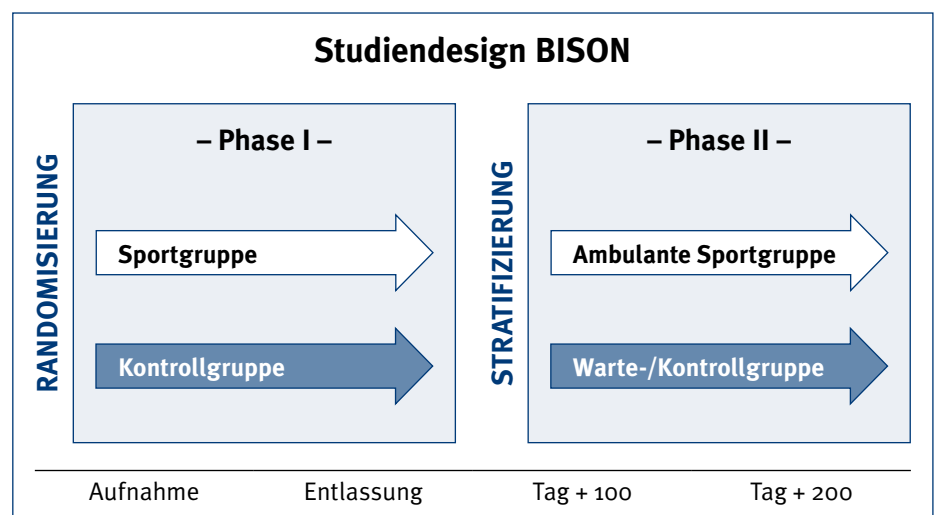 Studiendesign BISON
RANDOMISIERUNG
– Phase I –
Sportgruppe
Kontrollgruppe
STRATIFIZIERUNG
– Phase II –
Ambulante Sportgruppe
Warte-/Kontrollgruppe
Aufnahme Entlassung Tag + 100 Tag + 200